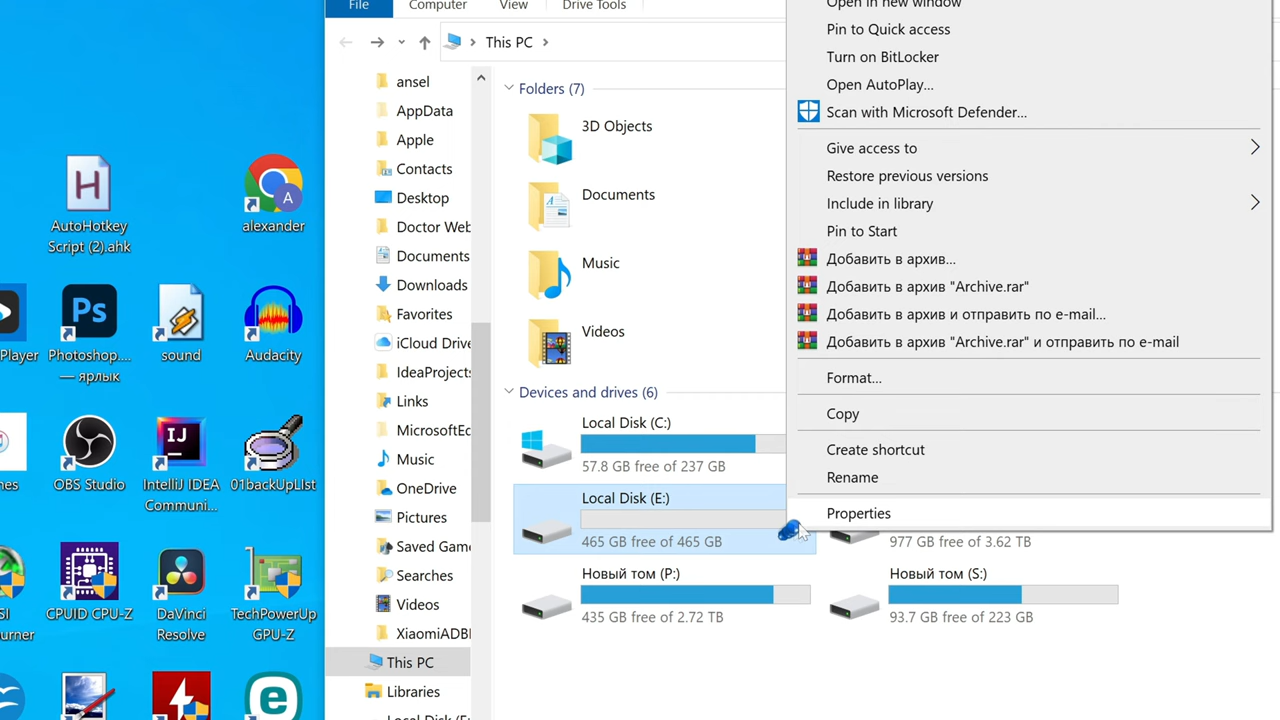 File
Computer
View
Drive Tools
This PC
ansel
AppData
Apple
Contacts
Desktop
Doctor Web
Documents
Downloads
Favorites
iCloud Drive
IdeaProjects
Links
Music
OneDrive
Pictures
Searches
Videos
This PC
Libraries
Folders (7)
3D Objects
Documents
Music
Videos
Devices and drives (6)
Local Disk (C:)
57.8 GB free of 237 GB
Local Disk (E:)
465 GB free of 465 GB
977 GB free of 3.62 TB
Новый том (P:)
435 GB free of 2.72 TB
Новый том (S:)
93.7 GB free of 223 GB
Open in new window
Pin to Quick access
Turn on BitLocker
Open AutoPlay...
Scan with Microsoft Defender...
Give access to
Restore previous versions
Include in library
Pin to Start
Добавить в архив...
Добавить в архив "Archive.rar"
Добавить в архив и отправить по e-mail...
Добавить в архив "Archive.rar" и отправить по e-mail
Format...
Copy
Create shortcut
Rename
Properties
H
AutoHotkey
Script (2).ahk
A
alexander
Player
Ps
Photoshop....
— ярлык
sound
Audacity
OBS Studio
IJ
IntelliJ IDEA
Communi...
01backUpLIst
CPUID CPU-Z
DaVinci
Resolve
TechPowerUp
GPU-Z
e